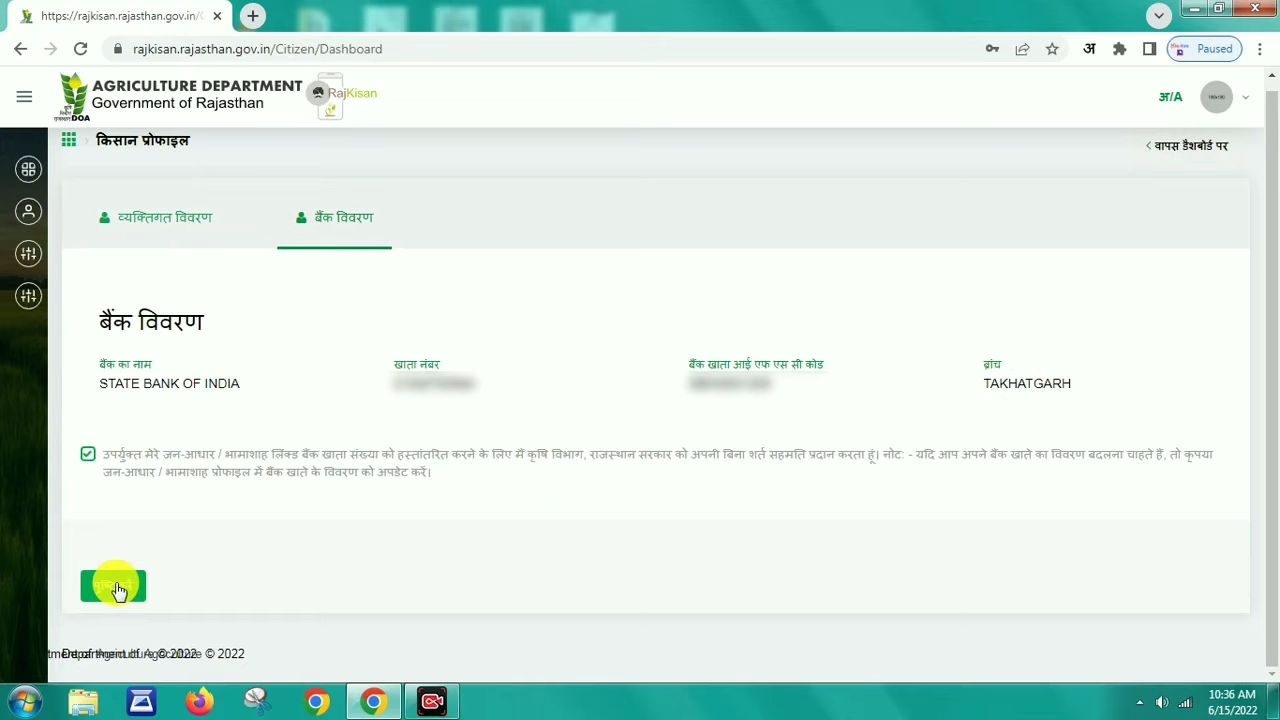 https://rajkisan.rajasthan.gov.in/C
rajkisan.rajasthan.gov.in/Citizen/Dashboard
अ
Paused
AGRICULTURE DEPARTMENT
Government of Rajasthan
DOA
RajKisan
अ/A
किसान प्रोफाइल
वापस डैशबोर्ड पर
व्यक्तिगत विवरण
बैंक विवरण
बैंक विवरण
बैंक का नाम
खाता नंबर
बैंक खाता आई एफ एस सी कोड
ब्रांच
STATE BANK OF INDIA
TAKHATGARH
उपर्युक्त मेरे जन-आधार / भामाशाह लिंक्ड बैंक खाता संख्या को हस्तांतरित करने के लिए मैं कृषि विभाग, राजस्थान सरकार को अपनी बिना शर्त सहमति प्रदान करता हूं। नोट: - यदि आप अपने बैंक खाते का विवरण बदलना चाहते हैं, तो कृपया
जन-आधार / भामाशाह प्रोफाइल में बैंक खाते के विवरण को अपडेट करें।
© 2022 © 2022
10:36 AM
6/15/2022